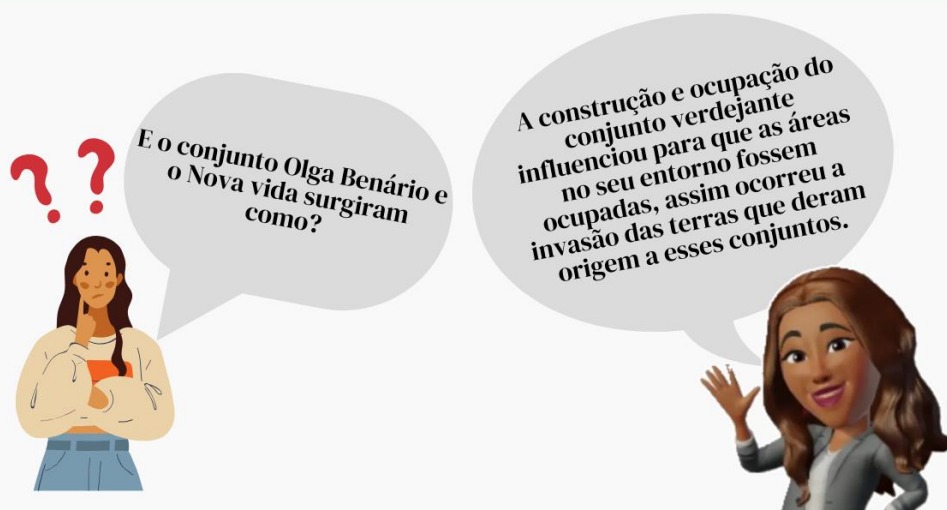 ? ?
E o conjunto Olga Benário e
o Nova vida surgiram
como?
A construção e ocupação do
conjunto verdejante
influenciou para que as áreas
no seu entorno fossem
ocupadas, assim ocorreu a
invasão das terras que deram
origem a esses conjuntos.